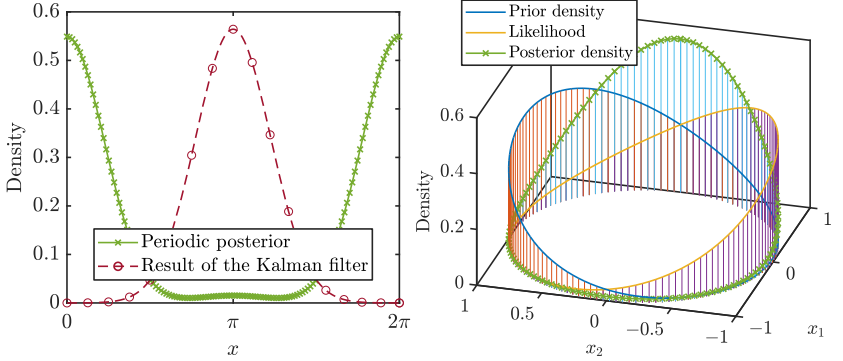 0.6
0.5
0.4
0.3
0.2
0.1
0
Density
Periodic posterior
Result of the Kalman filter
0
π
2π
x
Prior density
Likelihood
Posterior density
0.6
0.4
0.2
0
Density
1
0.5
0
−0.5
−1
x₂
−1
0
1
x₁